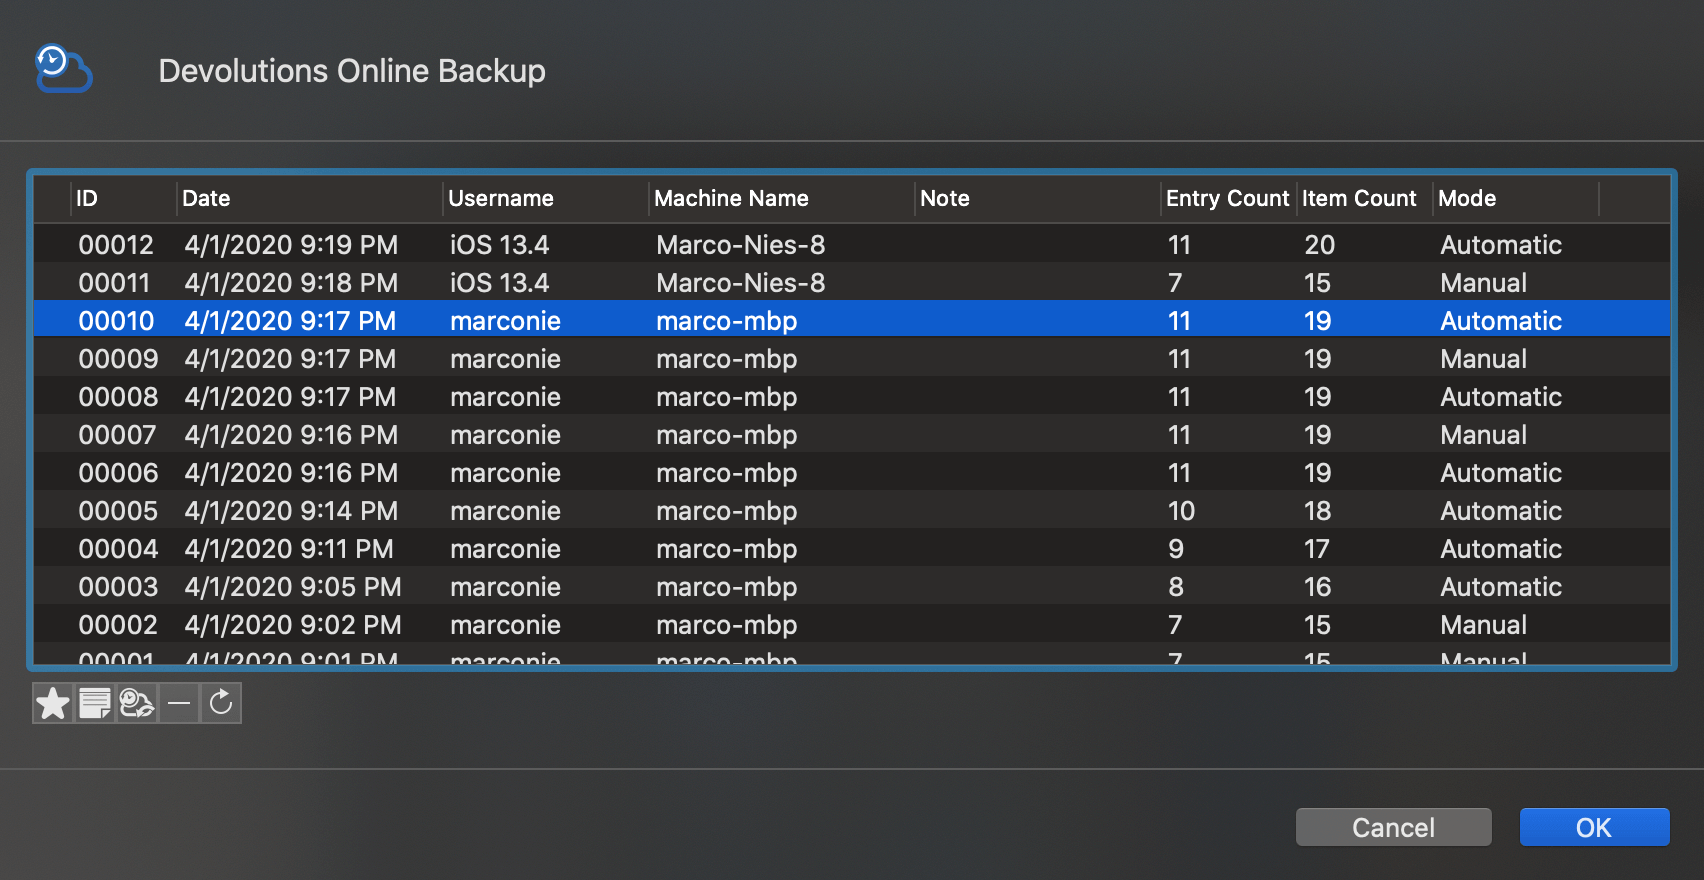 Devolutions Online Backup
ID Date Username Machine Name Note Entry Count Item Count Mode
00012 4/1/2020 9:19 PM iOS 13.4 Marco-Nies-8 11 20 Automatic
00011 4/1/2020 9:18 PM iOS 13.4 Marco-Nies-8 7 15 Manual
00010 4/1/2020 9:17 PM marconie marco-mbp 11 19 Automatic
00009 4/1/2020 9:17 PM marconie marco-mbp 11 19 Manual
00008 4/1/2020 9:17 PM marconie marco-mbp 11 19 Automatic
00007 4/1/2020 9:16 PM marconie marco-mbp 11 19 Manual
00006 4/1/2020 9:16 PM marconie marco-mbp 11 19 Automatic
00005 4/1/2020 9:14 PM marconie marco-mbp 10 18 Automatic
00004 4/1/2020 9:11 PM marconie marco-mbp 9 17 Automatic
00003 4/1/2020 9:05 PM marconie marco-mbp 8 16 Automatic
00002 4/1/2020 9:02 PM marconie marco-mbp 7 15 Manual
00001 4/1/2020 9:01 PM marconie marco-mbp 7 15 Manual
Cancel OK